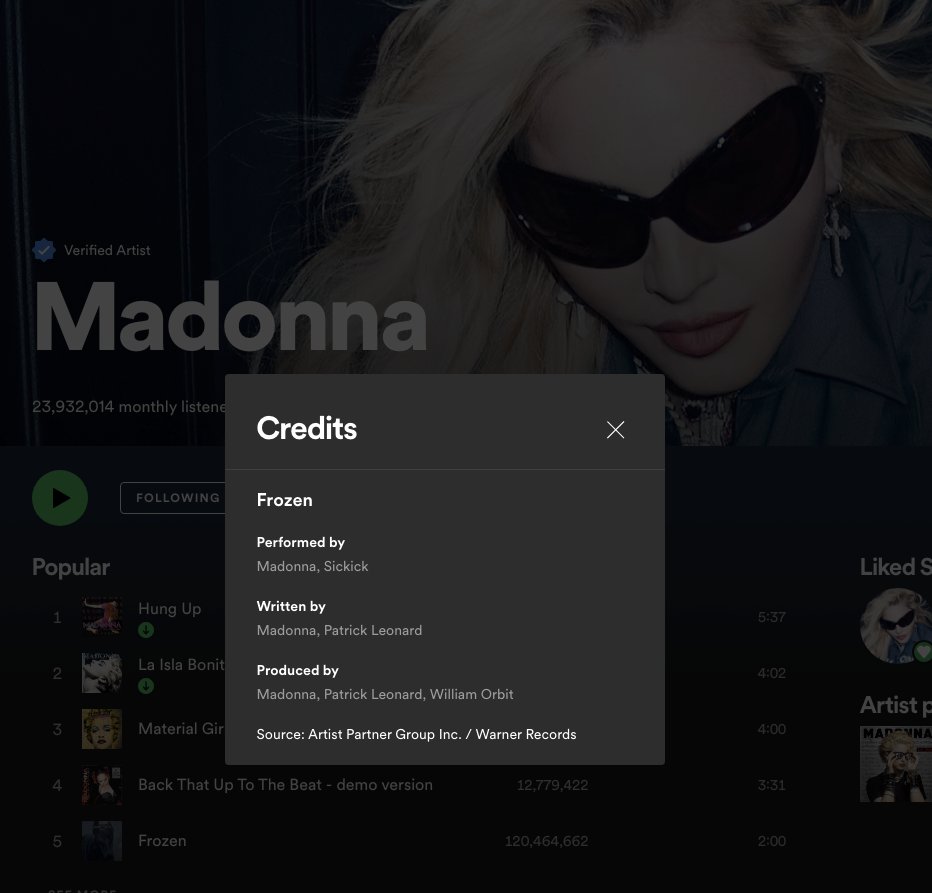 Verified Artist
Madonna
23,932,014 monthly listene
Credits
FOLLOWING
Frozen
Performed by
Madonna, Sickick
Written by
Madonna, Patrick Leonard
Produced by
Madonna, Patrick Leonard, William Orbit
Source: Artist Partner Group Inc. / Warner Records
Popular
1 Hung Up 5:37
2 La Isla Bonit 4:02
3 Material Gir 4:00
4 Back That Up To The Beat - demo version 12,779,422 3:31
5 Frozen 120,464,662 2:00
Liked S
Artist p
MADONNA